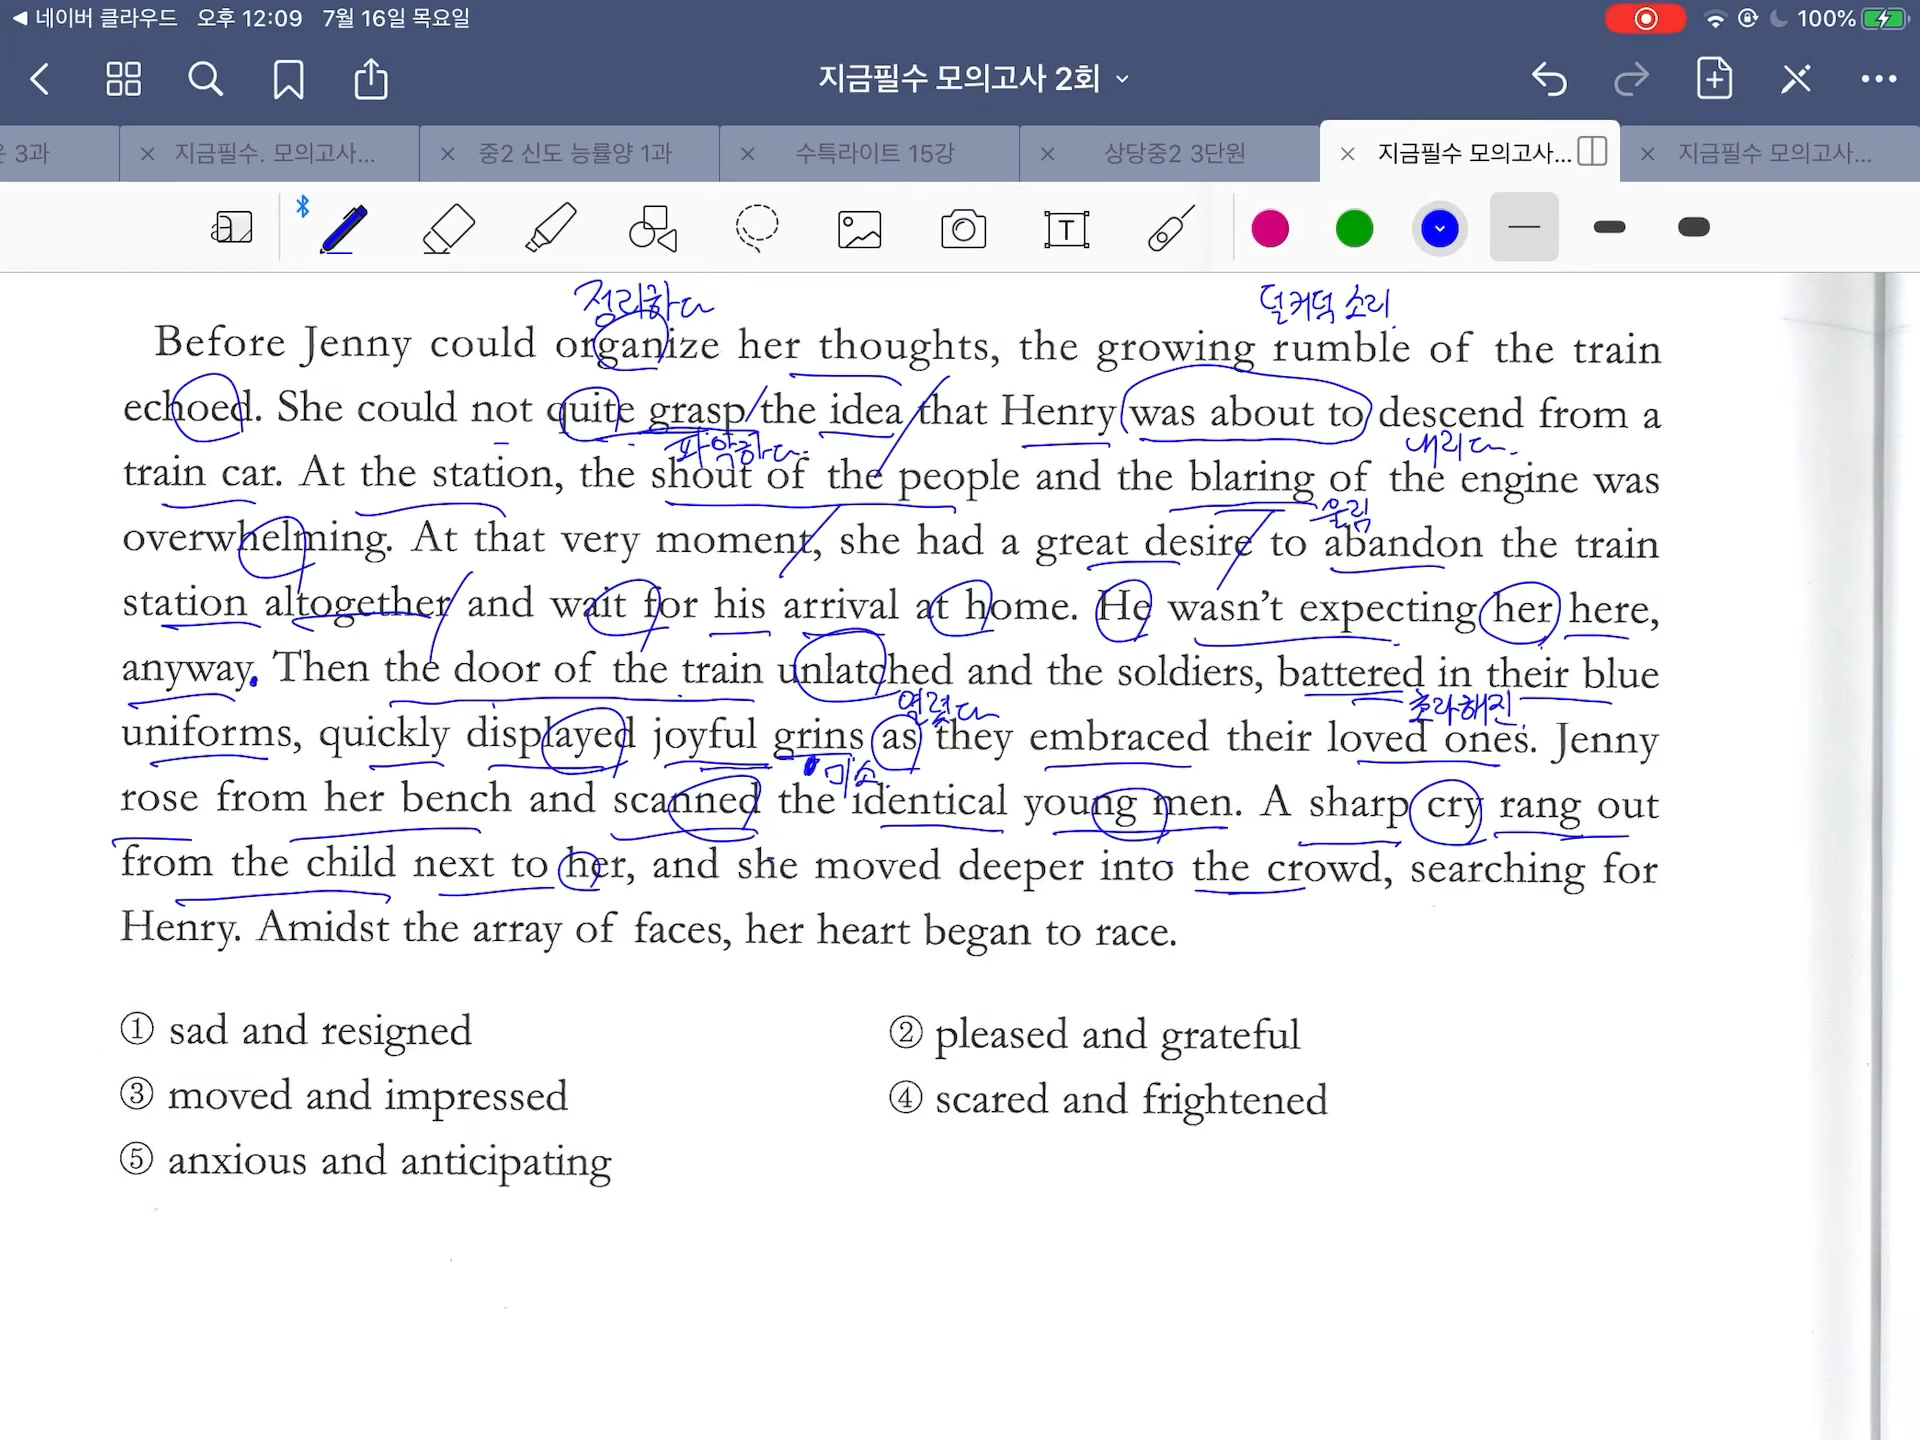 네이버 클라우드 오후 12:09 7월 16일 목요일 100%
지금필수 모의고사 2회
3과 지금필수. 모의고사... 중2 신도 능률양 1과 수특라이트 15강 상당중2 3단원 지금필수 모의고사... 지금필수 모의고사...
T
정리하다 덜커덕 소리
Before Jenny could organize her thoughts, the growing rumble of the train
echoed. She could not quite grasp the idea that Henry was about to descend from a
파악하다. 내리다.
train car. At the station, the shout of the people and the blaring of the engine was
울림
overwhelming. At that very moment, she had a great desire to abandon the train
station altogether and wait for his arrival at home. He wasn't expecting her here,
anyway. Then the door of the train unlatched and the soldiers, battered in their blue
열렸다 초라해진
uniforms, quickly displayed joyful grins as they embraced their loved ones. Jenny
미소
rose from her bench and scanned the identical young men. A sharp cry rang out
from the child next to her, and she moved deeper into the crowd, searching for
Henry. Amidst the array of faces, her heart began to race.
① sad and resigned ② pleased and grateful
③ moved and impressed ④ scared and frightened
⑤ anxious and anticipating